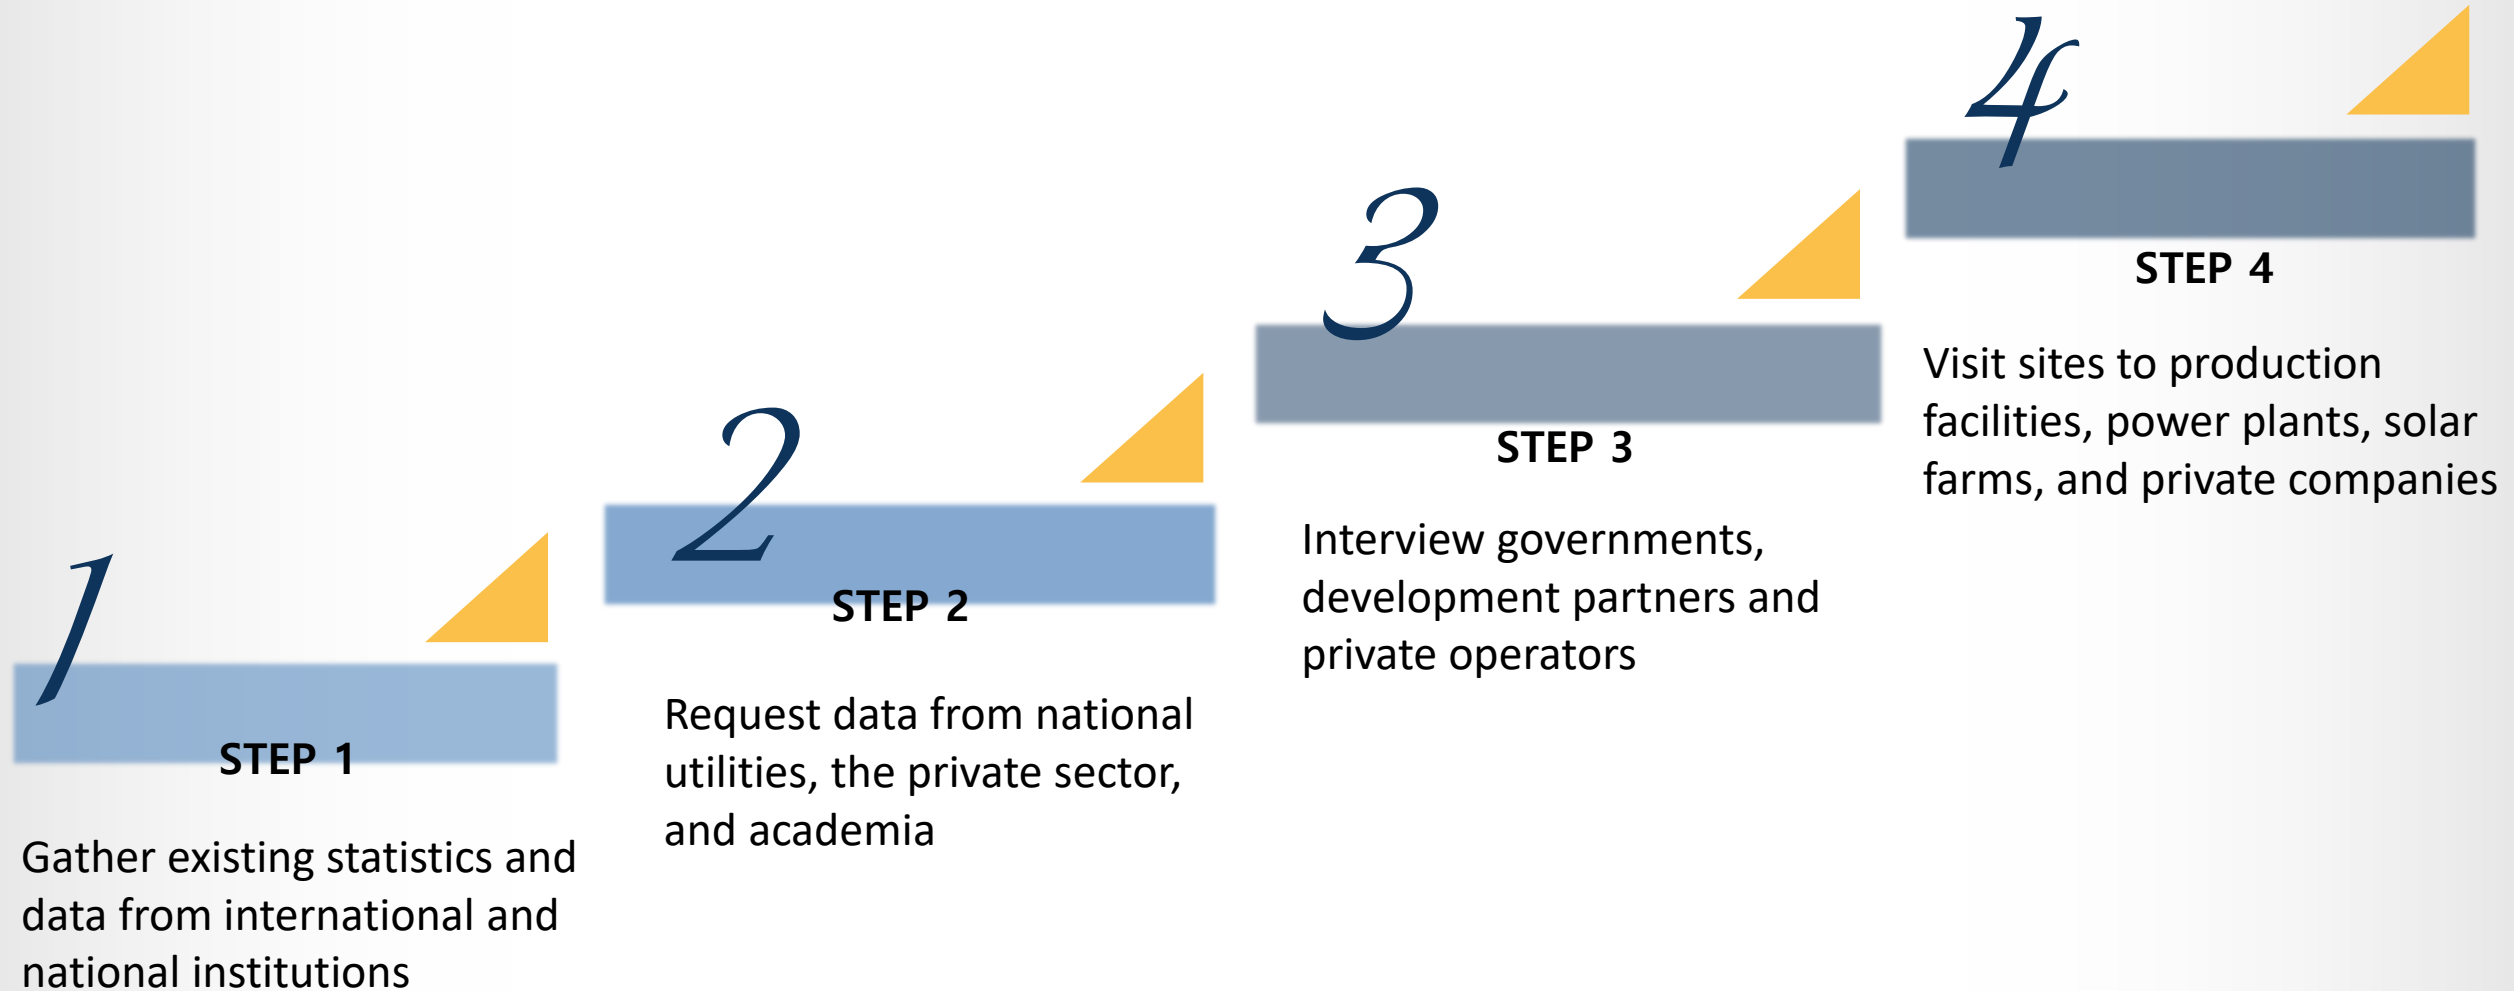 1
STEP 1
Gather existing statistics and
data from international and
national institutions
2
STEP 2
Request data from national
utilities, the private sector,
and academia
3
STEP 3
Interview governments,
development partners and
private operators
4
STEP 4
Visit sites to production
facilities, power plants, solar
farms, and private companies